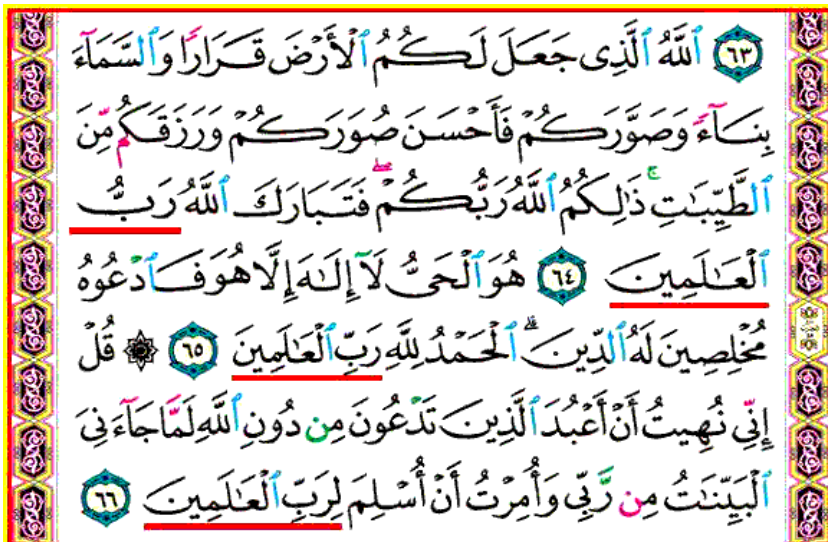 ٦٣ ٱللَّهُ ٱلَّذِى جَعَلَ لَكُمُ ٱلْأَرْضَ قَرَارًا وَٱلسَّمَآءَ
بِنَآءً وَصَوَّرَكُمْ فَأَحْسَنَ صُوَرَكُمْ وَرَزَقَكُم مِّنَ
ٱلطَّيِّبَـٰتِ ۚ ذَٰلِكُمُ ٱللَّهُ رَبُّكُمْ ۖ فَتَبَارَكَ ٱللَّهُ رَبُّ
ٱلْعَـٰلَمِينَ ٦٤ هُوَ ٱلْحَىُّ لَآ إِلَـٰهَ إِلَّا هُوَ فَٱدْعُوهُ
مُخْلِصِينَ لَهُ ٱلدِّينَ ۗ ٱلْحَمْدُ لِلَّهِ رَبِّ ٱلْعَـٰلَمِينَ ٦٥ ۞ قُلْ
إِنِّى نُهِيتُ أَنْ أَعْبُدَ ٱلَّذِينَ تَدْعُونَ مِن دُونِ ٱللَّهِ لَمَّا جَآءَنِىَ
ٱلْبَيِّنَـٰتُ مِن رَّبِّى وَأُمِرْتُ أَنْ أُسْلِمَ لِرَبِّ ٱلْعَـٰلَمِينَ ٦٦